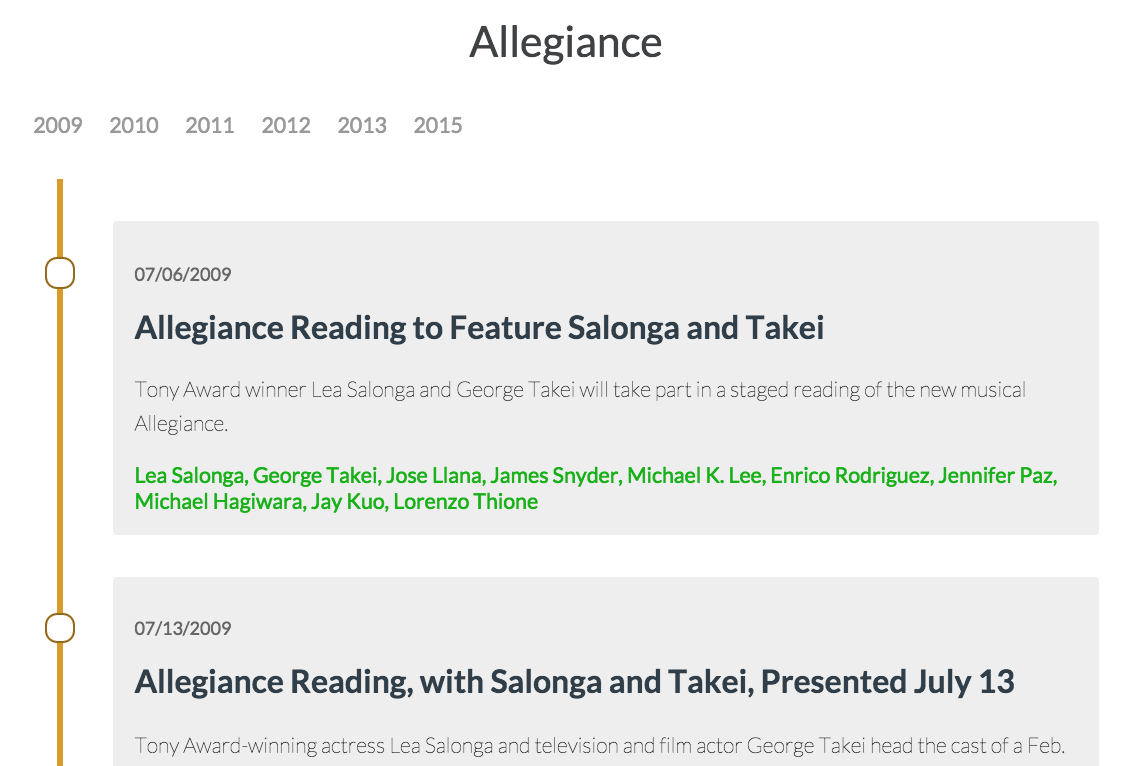 Allegiance
2009 2010 2011 2012 2013 2015
07/06/2009
Allegiance Reading to Feature Salonga and Takei
Tony Award winner Lea Salonga and George Takei will take part in a staged reading of the new musical
Allegiance.
Lea Salonga, George Takei, Jose Llana, James Snyder, Michael K. Lee, Enrico Rodriguez, Jennifer Paz,
Michael Hagiwara, Jay Kuo, Lorenzo Thione
07/13/2009
Allegiance Reading, with Salonga and Takei, Presented July 13
Tony Award-winning actress Lea Salonga and television and film actor George Takei head the cast of a Feb.